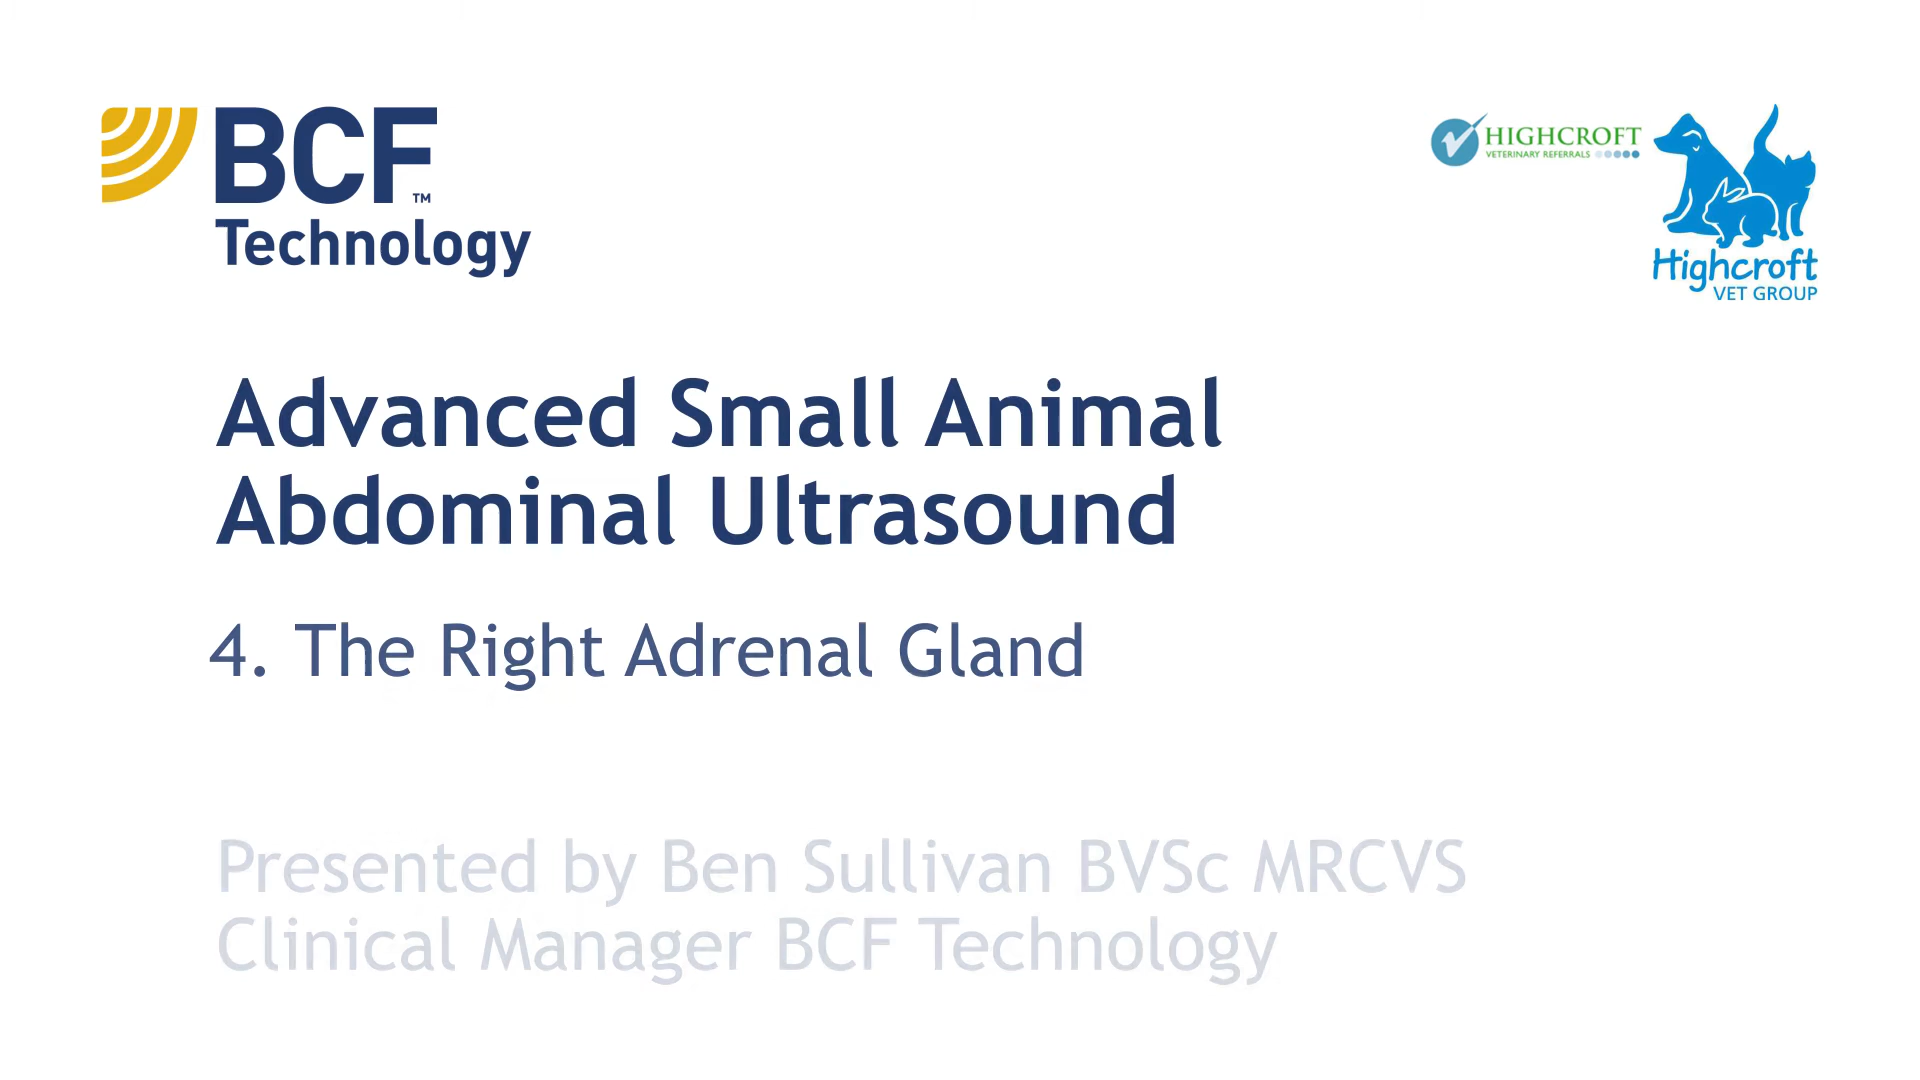 BCF
TM
Technology
HIGHCROFT
VETERINARY REFERRALS
Highcroft
VET GROUP
Advanced Small Animal
Abdominal Ultrasound
4. The Right Adrenal Gland
Presented by Ben Sullivan BVSc MRCVS
Clinical Manager BCF Technology